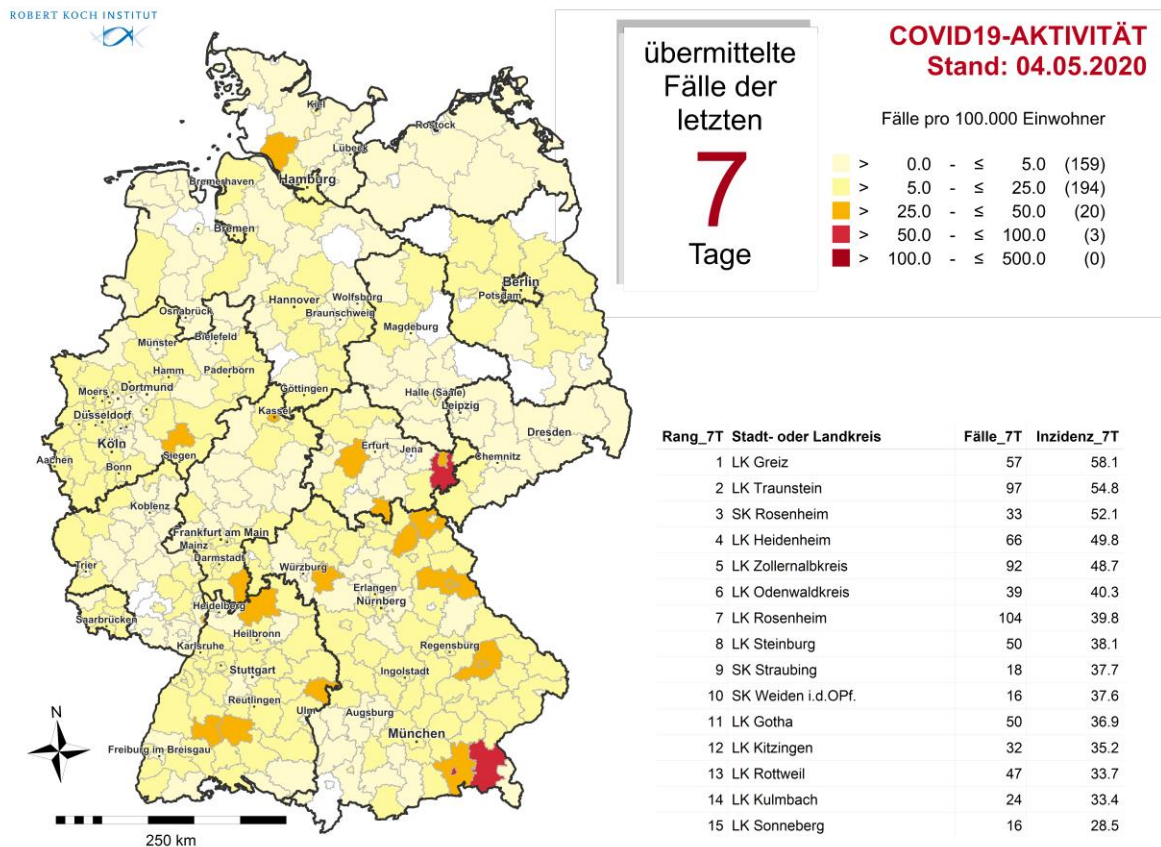 ROBERT KOCH INSTITUT
übermittelte
Fälle der
letzten
7
Tage
COVID19-AKTIVITÄT
Stand: 04.05.2020
Fälle pro 100.000 Einwohner
> 0.0 - ≤ 5.0 (159)
> 5.0 - ≤ 25.0 (194)
> 25.0 - ≤ 50.0 (20)
> 50.0 - ≤ 100.0 (3)
> 100.0 - ≤ 500.0 (0)
Kiel
Rostock
Lübeck
Hamburg
Bremerhaven
Bremen
Berlin
Potsdam
Hannover
Wolfsburg
Braunschweig
Osnabrück
Magdeburg
Bielefeld
Münster
Hamm
Paderborn
Moers
Dortmund
Göttingen
Halle (Saale)
Leipzig
Düsseldorf
Kassel
Köln
Siegen
Erfurt
Jena
Dresden
Chemnitz
Aachen
Bonn
Koblenz
Frankfurt am Main
Mainz
Darmstadt
Trier
Würzburg
Erlangen
Nürnberg
Saarbrücken
Heidelberg
Heilbronn
Karlsruhe
Regensburg
Stuttgart
Ingolstadt
Reutlingen
Ulm
Augsburg
München
Freiburg im Breisgau
N
250 km
Rang_7T Stadt- oder Landkreis Fälle_7T Inzidenz_7T
1 LK Greiz 57 58.1
2 LK Traunstein 97 54.8
3 SK Rosenheim 33 52.1
4 LK Heidenheim 66 49.8
5 LK Zollernalbkreis 92 48.7
6 LK Odenwaldkreis 39 40.3
7 LK Rosenheim 104 39.8
8 LK Steinburg 50 38.1
9 SK Straubing 18 37.7
10 SK Weiden i.d.OPf. 16 37.6
11 LK Gotha 50 36.9
12 LK Kitzingen 32 35.2
13 LK Rottweil 47 33.7
14 LK Kulmbach 24 33.4
15 LK Sonneberg 16 28.5